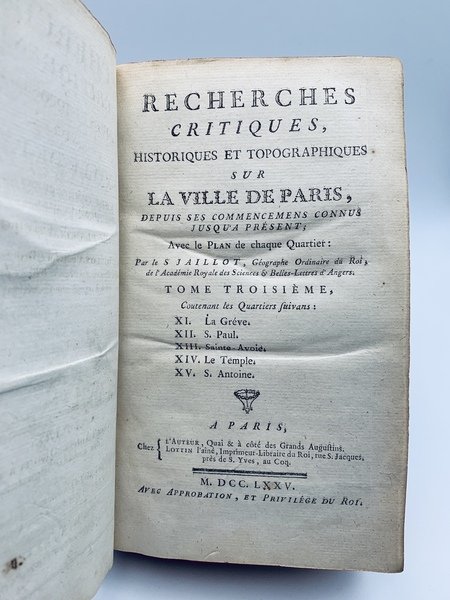 RECHERCHES
CRITIQUES,
HISTORIQUES ET TOPOGRAPHIQUES
SUR
LA VILLE DE PARIS,
DEPUIS SES COMMENCEMENS CONNUS
JUSQU'A PRÉSENT;
Avec le PLAN de chaque Quartier:
Par le S JAILLOT, Géographe Ordinaire du Roi,
de l'Académie Royale des Sciences & Belles-Lettres d'Angers.
TOME TROISIÈME,
Contenant les Quartiers suivans:
XI. La Gréve.
XII. S. Paul.
XIII. Sainte-Avoie.
XIV. Le Temple.
XV. S. Antoine.
A PARIS,
Chez { L'AUTEUR, Quai & à côté des Grands Augustins.
LOTTIN l'aîné, Imprimeur-Libraire du Roi, rue S. Jacques,
près de S. Yves, au Coq.
M. DCC. LXXV.
AVEC APPROBATION, ET PRIVILÉGE DU ROI.